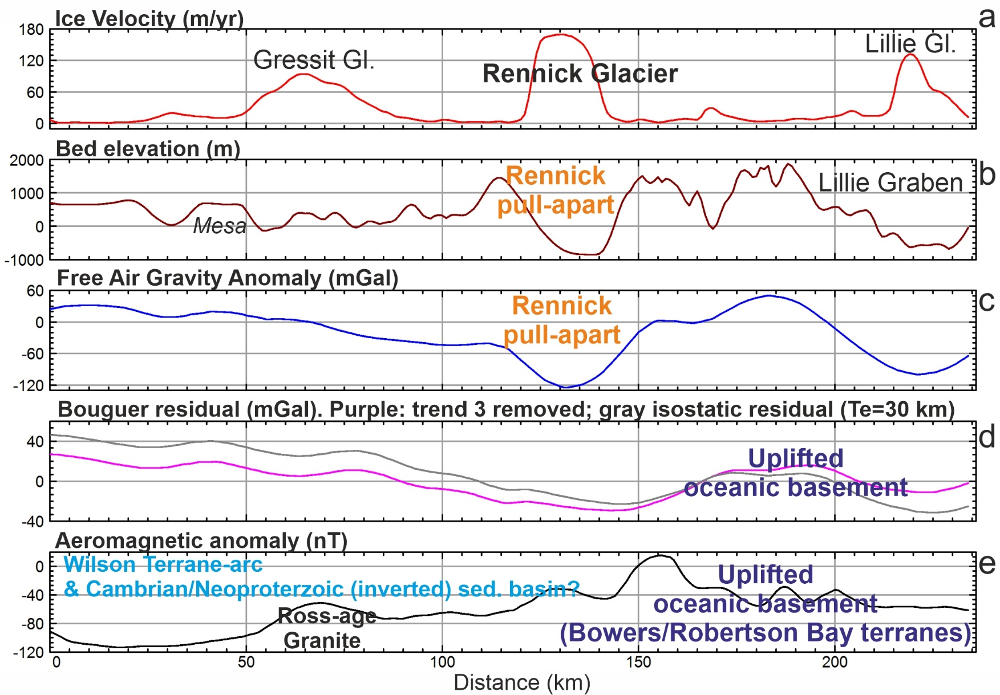 Ice Velocity (m/yr)
a
180
120
60
0
Gressit Gl.
Rennick Glacier
Lillie Gl.
Bed elevation (m)
b
2000
1000
0
-1000
Mesa
Rennick
pull-apart
Lillie Graben
Free Air Gravity Anomaly (mGal)
c
60
0
-60
-120
Rennick
pull-apart
Bouguer residual (mGal). Purple: trend 3 removed; gray isostatic residual (Te=30 km)
d
40
0
-40
Uplifted
oceanic basement
Aeromagnetic anomaly (nT)
e
0
-40
-80
-120
Wilson Terrane-arc
& Cambrian/Neoproterzoic (inverted) sed. basin?
Ross-age
Granite
Uplifted
oceanic basement
(Bowers/Robertson Bay terranes)
0 50 100 150 200
Distance (km)